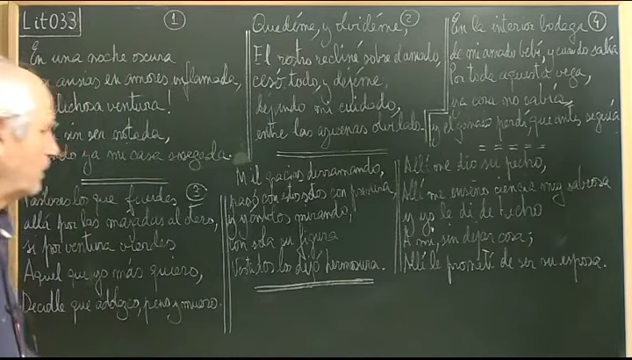 Lit033
1
En una noche oscura
ansias en amores inflamada,
dichosa ventura!
sin ser notada,
ya mi casa sosegada.
2
Quedéme, y olvidéme,
El rostro recliné sobre el amado,
cesó todo, y dejéme,
dejando mi cuidado,
entre las azucenas olvidado.
3
Pastores los que fuerdes
allá por las majadas al otero,
si por ventura vierdes
Aquel que yo más quiero,
Decidle que adolezco, peno y muero.
Mil gracias derramando,
pasó por estos sotos con presura,
y yéndolos mirando,
con sola su figura
Vestidos los dejó hermosura.
4
En la interior bodega
de mi amado bebí, y cuando salía
Por toda aquesta vega,
ya cosa no sabía,
y el ganado perdí, que antes seguía
Allí me dio su pecho,
Allí me enseñó ciencia muy sabrosa
y yo le di de hecho
A mí, sin dejar cosa;
Allí le prometí de ser su esposa.